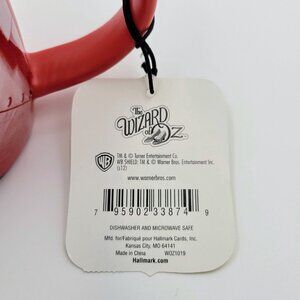 The
WIZARD
of OZ
TM & © Turner Entertainment Co.
WB SHIELD: TM & © Warner Bros. Entertainment Inc.
(s12)
www.warnerbros.com
7 95902 33874 9
DISHWASHER AND MICROWAVE SAFE
Mfd. for/Fabriqué pour Hallmark Cards, Inc.
Kansas City, MO 64141
Made in China WOZ1019
Hallmark.com